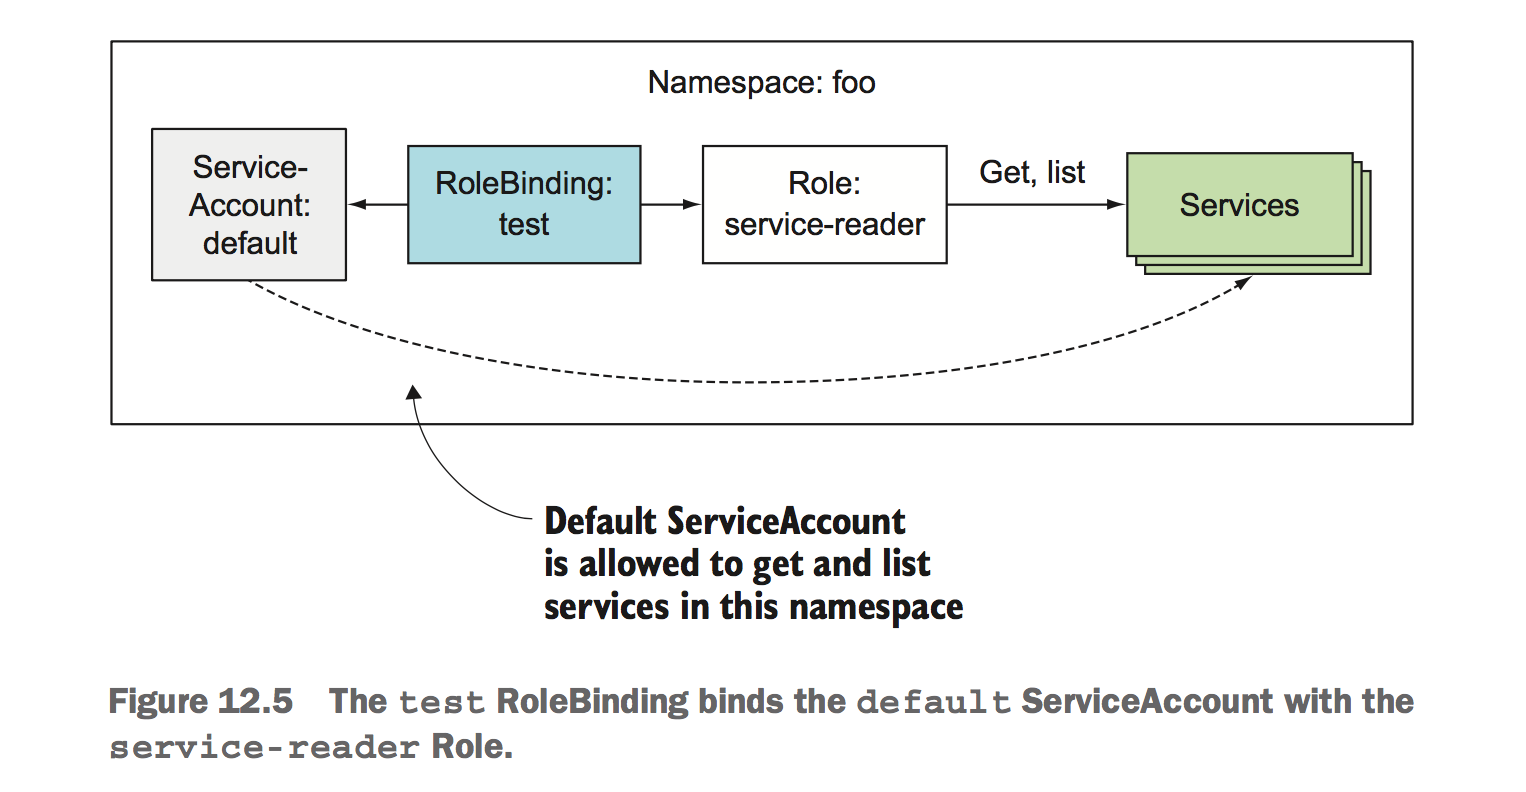 Namespace: foo
Service-
Account:
default
RoleBinding:
test
Role:
service-reader
Get, list
Services
Default ServiceAccount
is allowed to get and list
services in this namespace
Figure 12.5 The test RoleBinding binds the default ServiceAccount with the
service-reader Role.